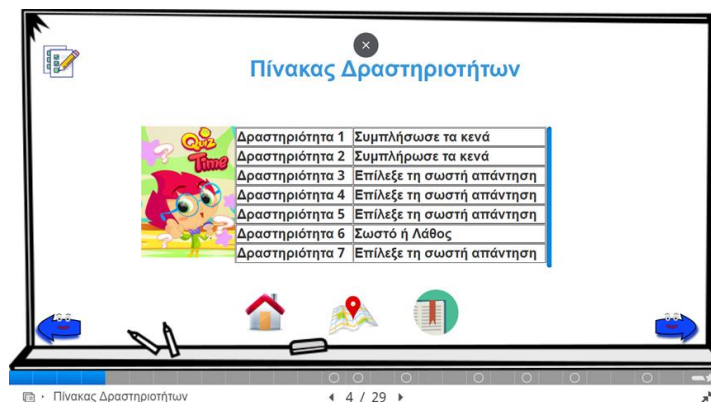 Πίνακας Δραστηριοτήτων
Quiz
Time
Δραστηριότητα 1 Συμπλήσωσε τα κενά
Δραστηριότητα 2 Συμπλήρωσε τα κενά
Δραστηριότητα 3 Επίλεξε τη σωστή απάντηση
Δραστηριότητα 4 Επίλεξε τη σωστή απάντηση
Δραστηριότητα 5 Επίλεξε τη σωστή απάντηση
Δραστηριότητα 6 Σωστό ή Λάθος
Δραστηριότητα 7 Επίλεξε τη σωστή απάντηση
Πίνακας Δραστηριοτήτων 4 / 29